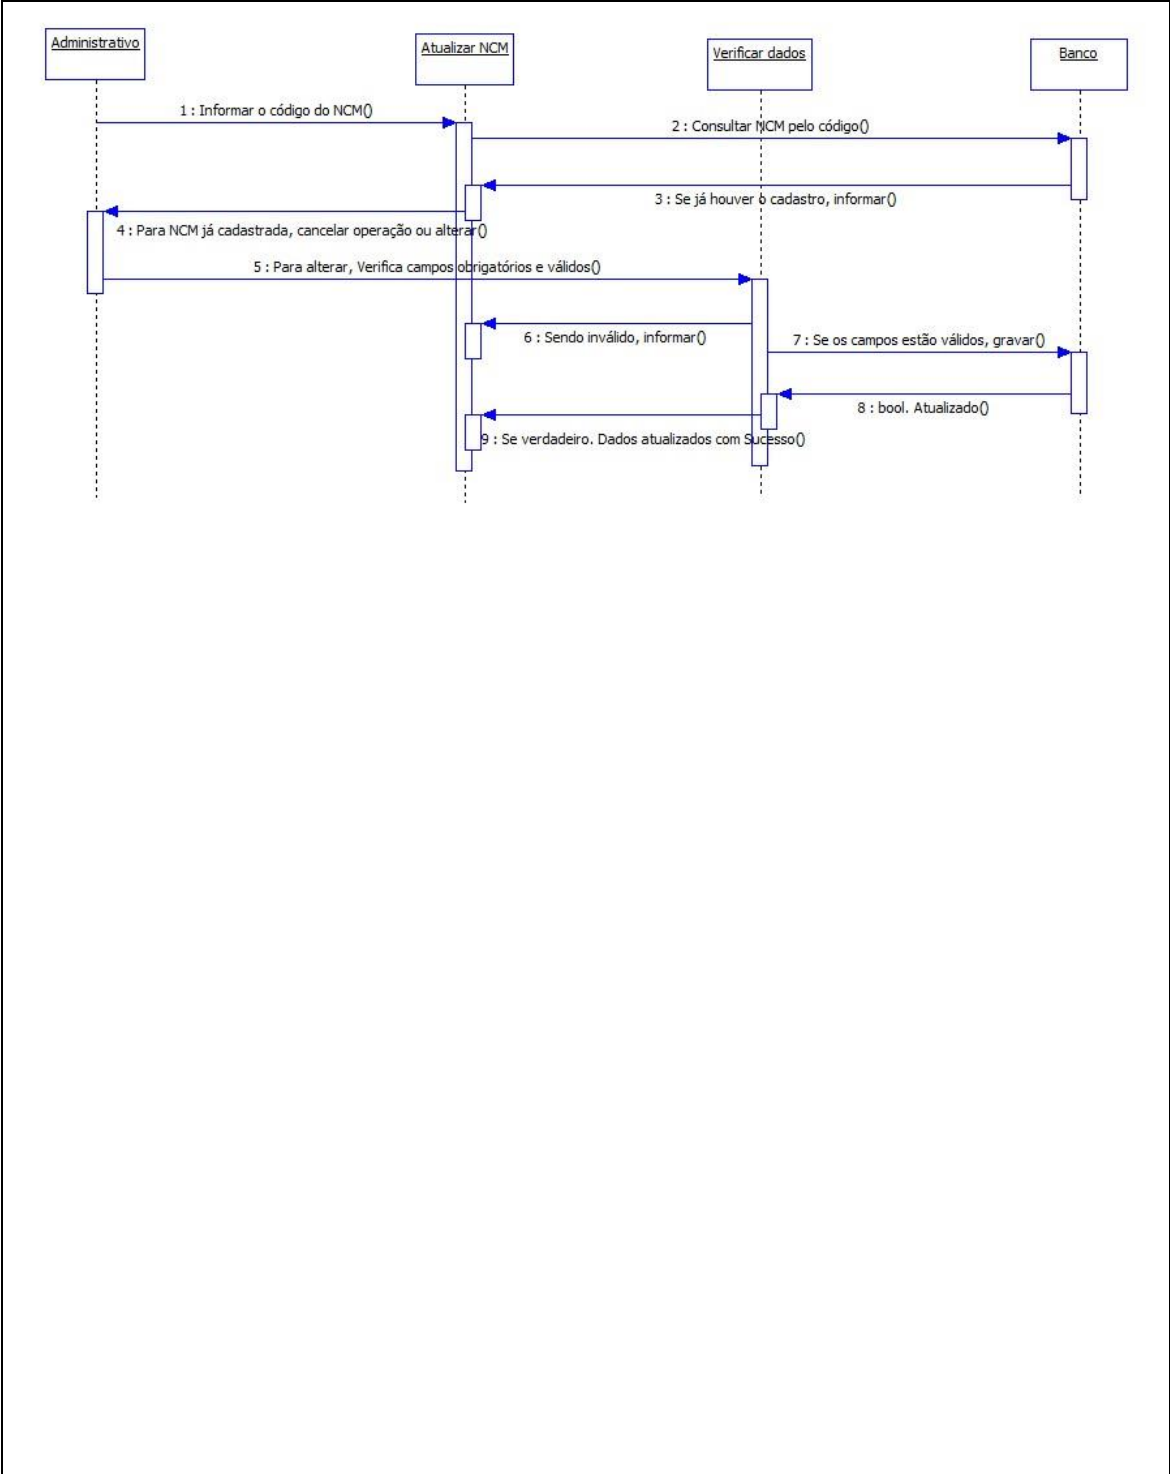 Administrativo
Atualizar NCM
Verificar dados
Banco
1 : Informar o código do NCM()
2 : Consultar NCM pelo código()
3 : Se já houver o cadastro, informar()
4 : Para NCM já cadastrada, cancelar operação ou alterar()
5 : Para alterar, Verifica campos obrigatórios e válidos()
6 : Sendo inválido, informar()
7 : Se os campos estão válidos, gravar()
8 : bool. Atualizado()
9 : Se verdadeiro. Dados atualizados com Sucesso()